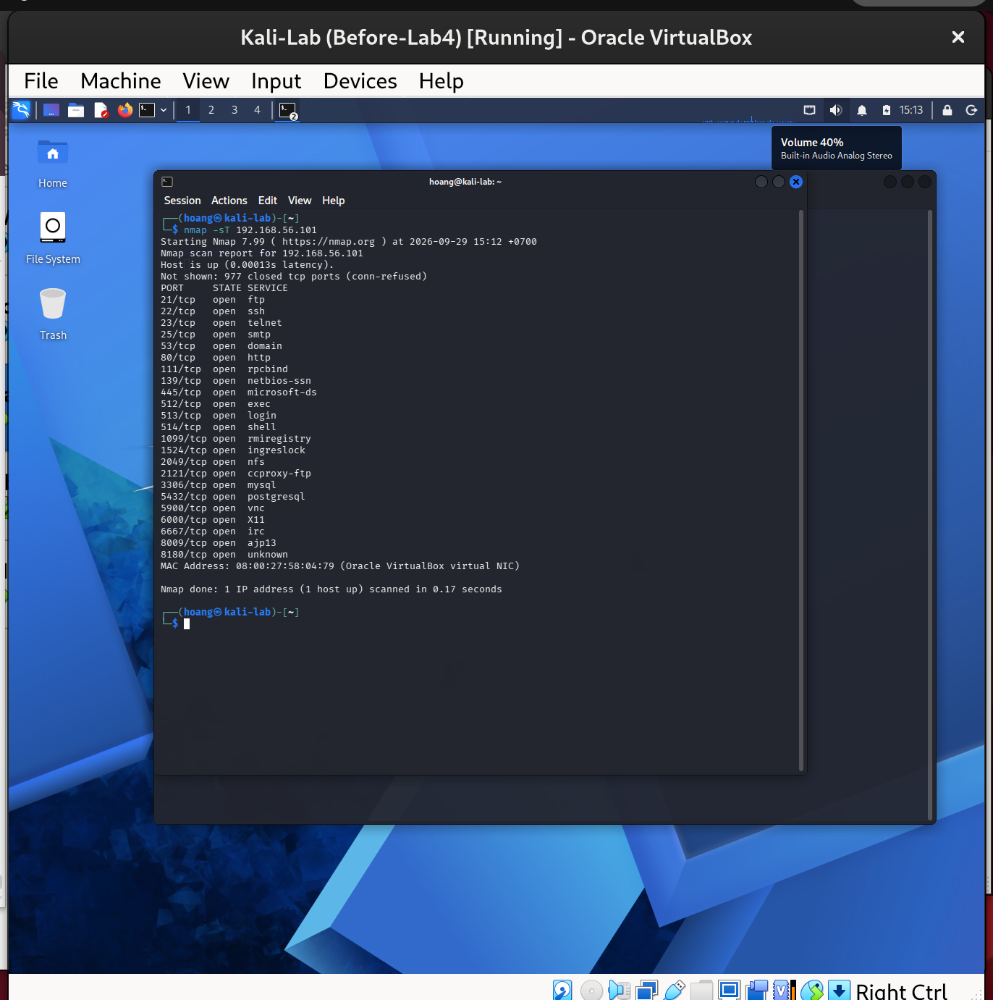 Kali-Lab (Before-Lab4) [Running] - Oracle VirtualBox
File Machine View Input Devices Help
1 2 3 4 2 15:13
Volume 40%
Built-in Audio Analog Stereo
Home
File System
Trash
hoang@kali-lab: ~
Session Actions Edit View Help
┌──(hoang㉿kali-lab)-[~]
└─$ nmap -sT 192.168.56.101
Starting Nmap 7.99 ( https://nmap.org ) at 2026-09-29 15:12 +0700
Nmap scan report for 192.168.56.101
Host is up (0.00013s latency).
Not shown: 977 closed tcp ports (conn-refused)
PORT     STATE SERVICE
21/tcp   open  ftp
22/tcp   open  ssh
23/tcp   open  telnet
25/tcp   open  smtp
53/tcp   open  domain
80/tcp   open  http
111/tcp  open  rpcbind
139/tcp  open  netbios-ssn
445/tcp  open  microsoft-ds
512/tcp  open  exec
513/tcp  open  login
514/tcp  open  shell
1099/tcp open  rmiregistry
1524/tcp open  ingreslock
2049/tcp open  nfs
2121/tcp open  ccproxy-ftp
3306/tcp open  mysql
5432/tcp open  postgresql
5900/tcp open  vnc
6000/tcp open  X11
6667/tcp open  irc
8009/tcp open  ajp13
8180/tcp open  unknown
MAC Address: 08:00:27:58:04:79 (Oracle VirtualBox virtual NIC)
Nmap done: 1 IP address (1 host up) scanned in 0.17 seconds
┌──(hoang㉿kali-lab)-[~]
└─$
Right Ctrl